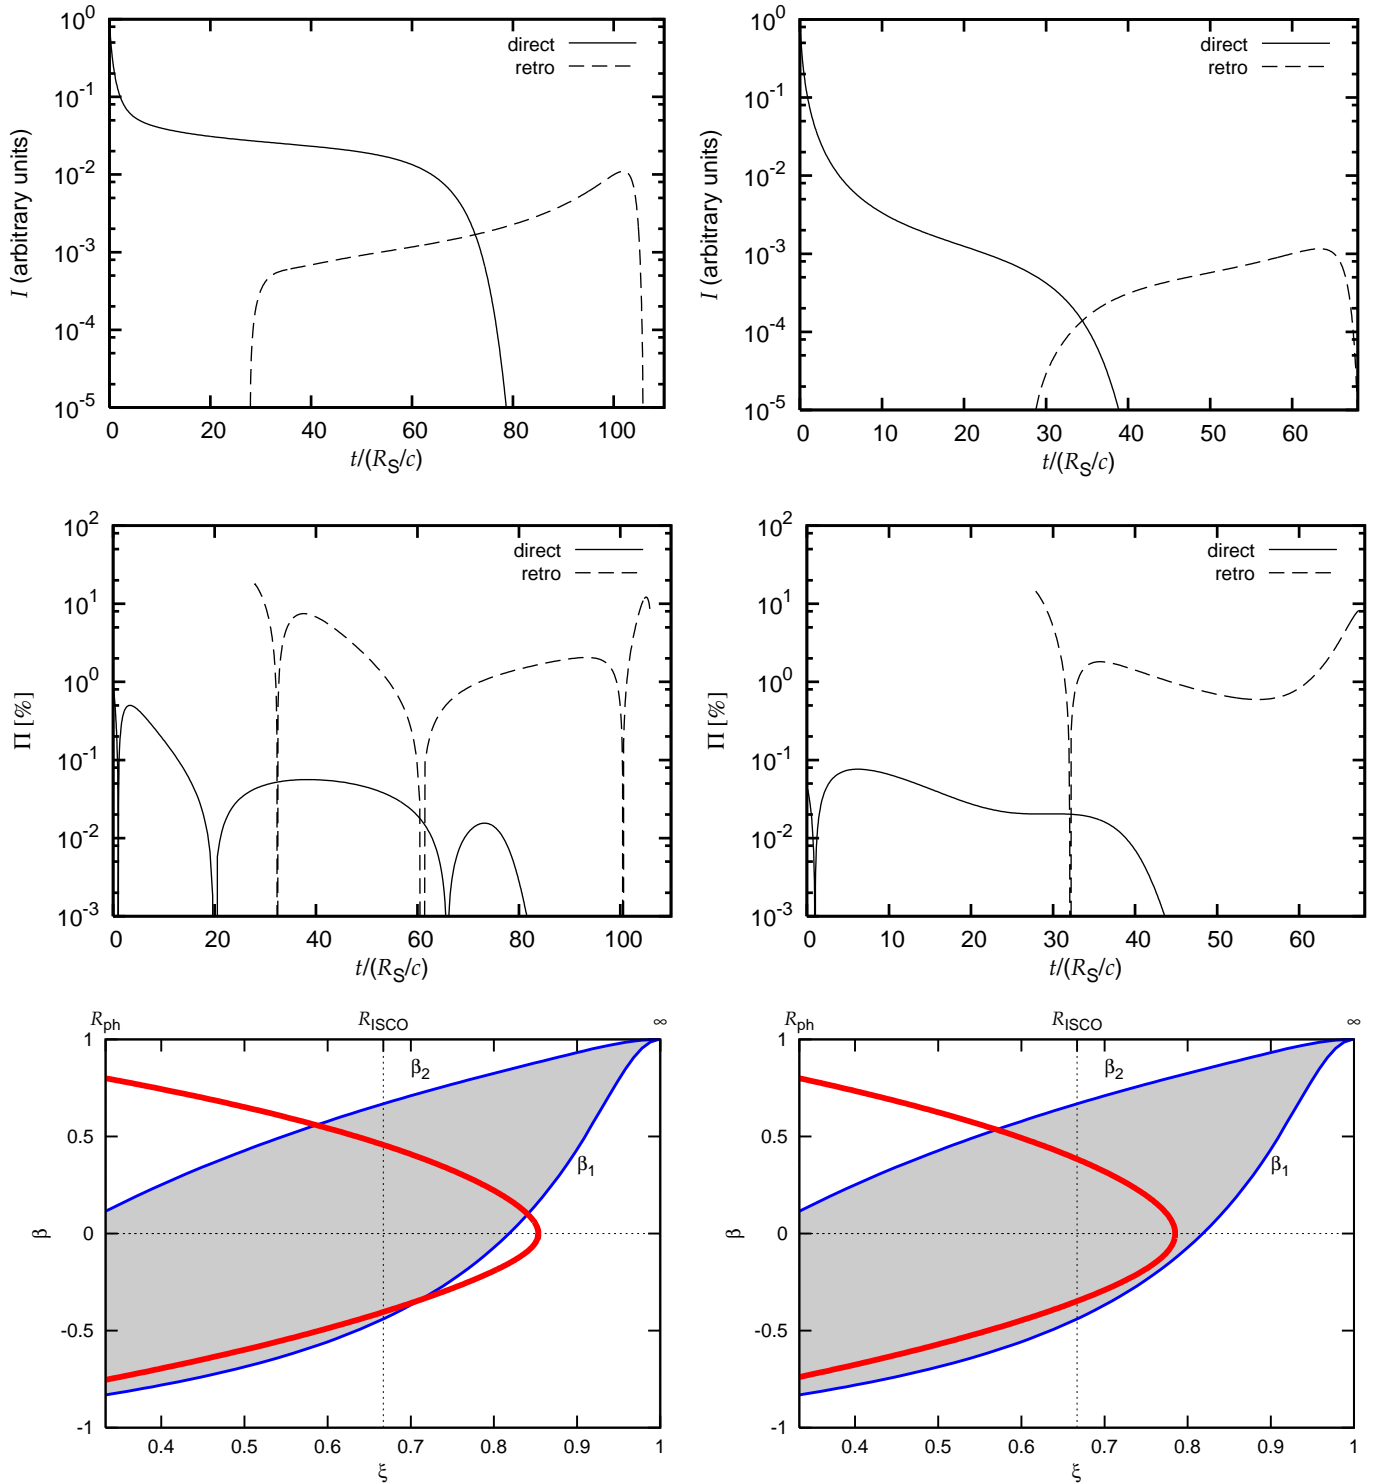 10^0
10^-1
10^-2
10^-3
10^-4
10^-5
I (arbitrary units)
direct
retro
0 20 40 60 80 100
t/(R_S/c)
10^0
10^-1
10^-2
10^-3
10^-4
10^-5
I (arbitrary units)
direct
retro
0 10 20 30 40 50 60
t/(R_S/c)
10^2
10^1
10^0
10^-1
10^-2
10^-3
Π [%]
direct
retro
0 20 40 60 80 100
t/(R_S/c)
10^2
10^1
10^0
10^-1
10^-2
10^-3
Π [%]
direct
retro
0 10 20 30 40 50 60
t/(R_S/c)
R_ph R_ISCO ∞
1
0.5
0
-0.5
-1
β
β_2
β_1
0.4 0.5 0.6 0.7 0.8 0.9 1
ξ
R_ph R_ISCO ∞
1
0.5
0
-0.5
-1
β
β_2
β_1
0.4 0.5 0.6 0.7 0.8 0.9 1
ξ